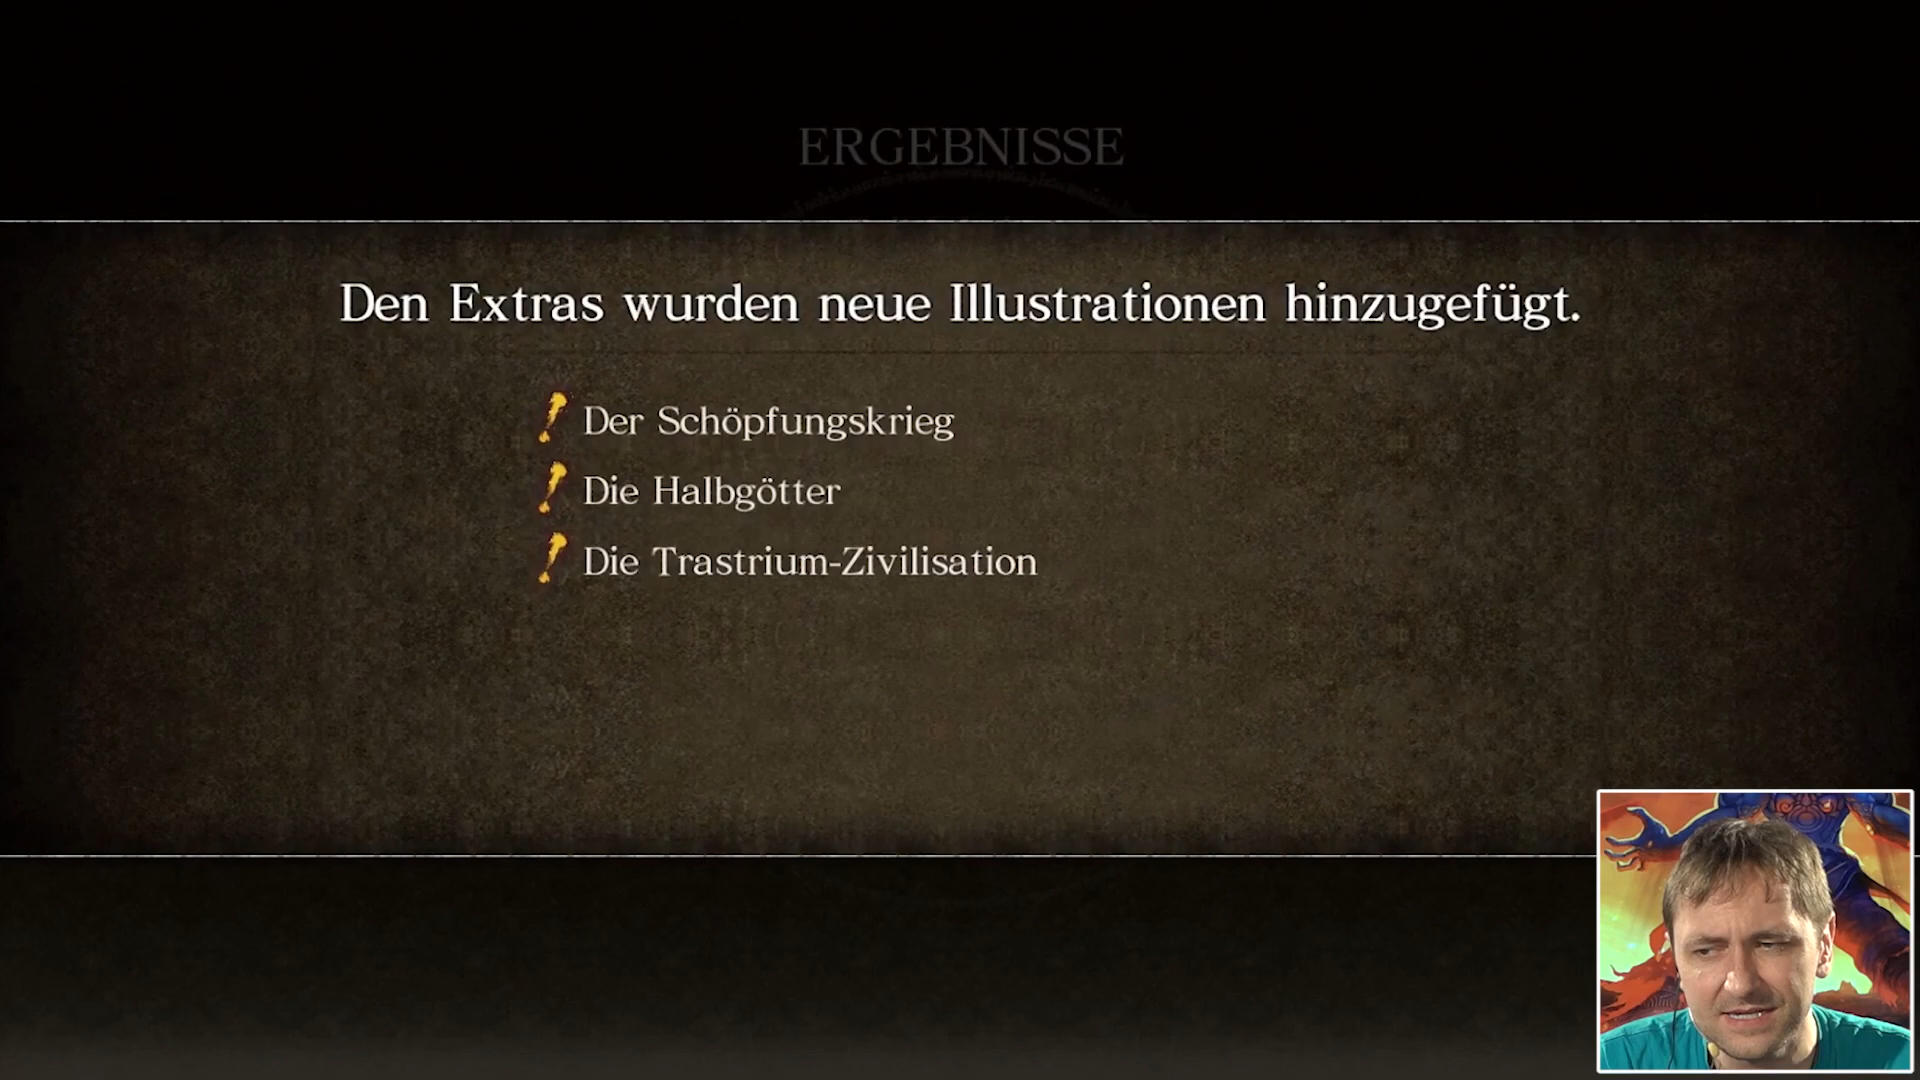 ERGEBNISSE
Den Extras wurden neue Illustrationen hinzugefügt.
Der Schöpfungskrieg
Die Halbgötter
Die Trastrium-Zivilisation